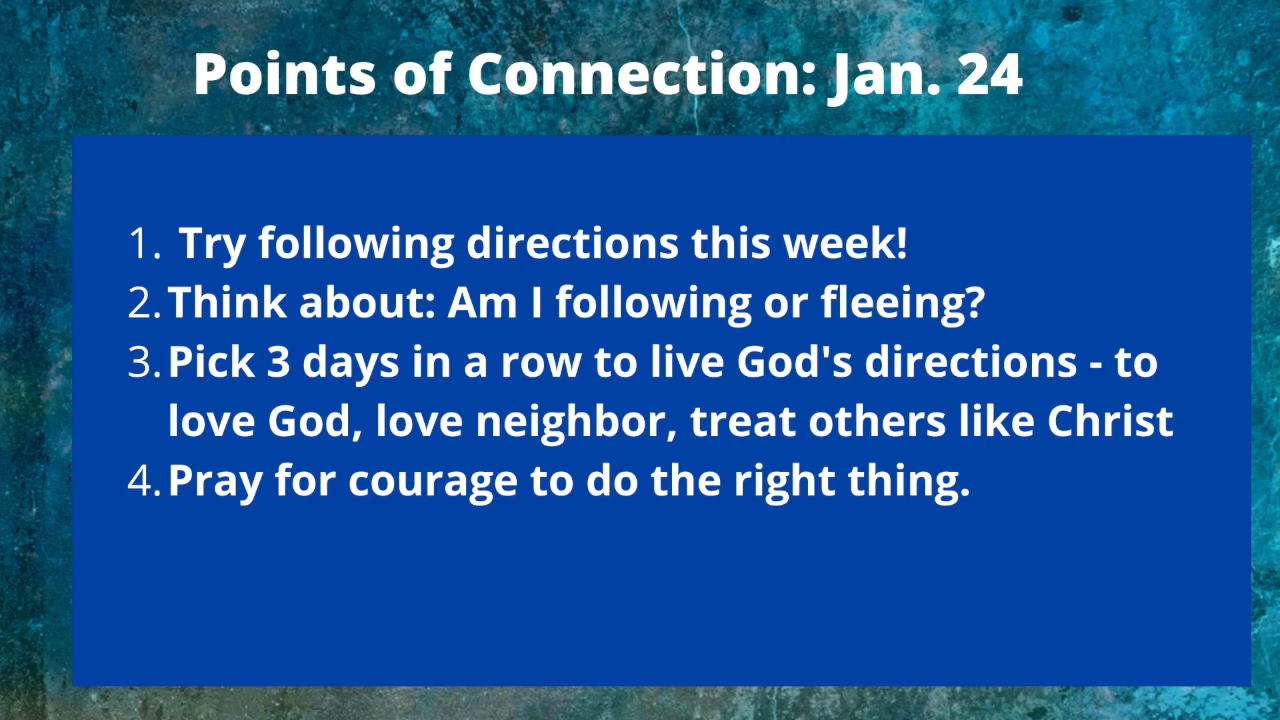 Points of Connection: Jan. 24
1. Try following directions this week!
2. Think about: Am I following or fleeing?
3. Pick 3 days in a row to live God's directions - to
love God, love neighbor, treat others like Christ
4. Pray for courage to do the right thing.